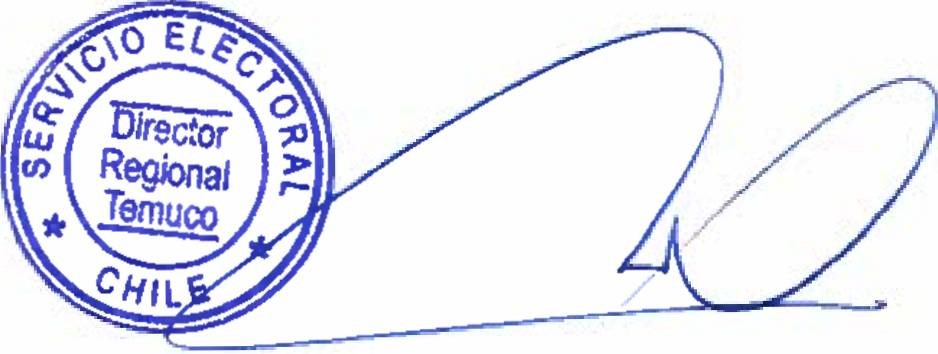 SERVICIO ELECTORAL
Director
Regional
Temuco
* CHILE *